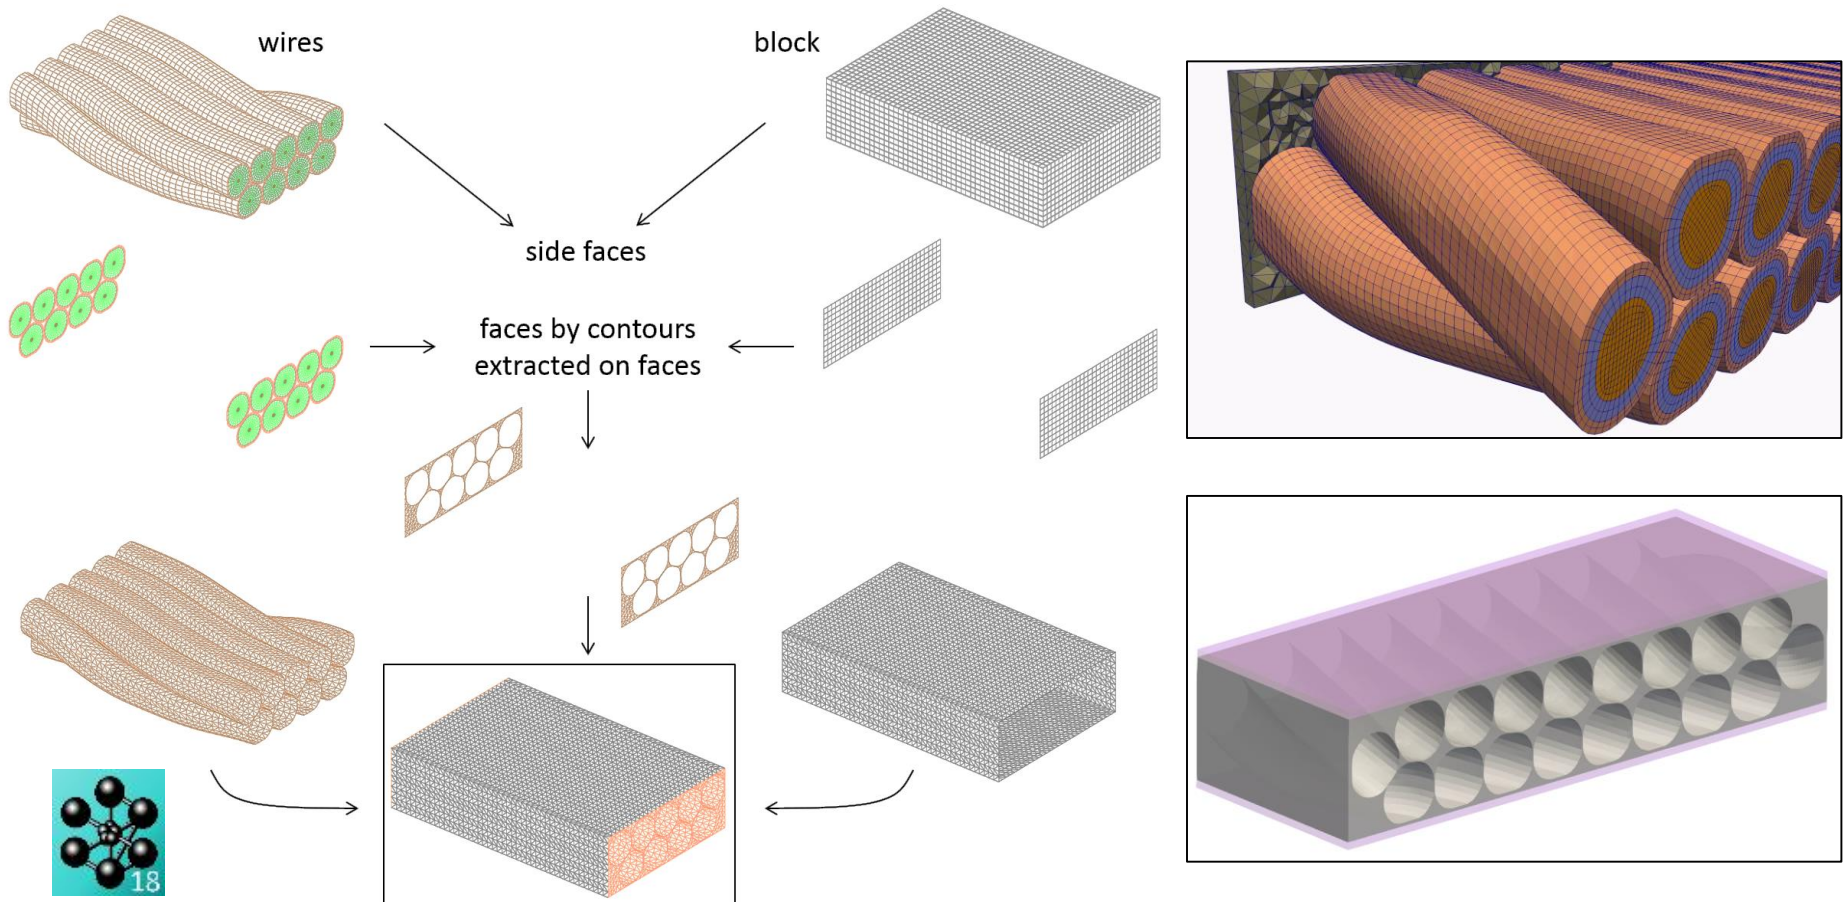 wires
block
side faces
faces by contours
extracted on faces
18